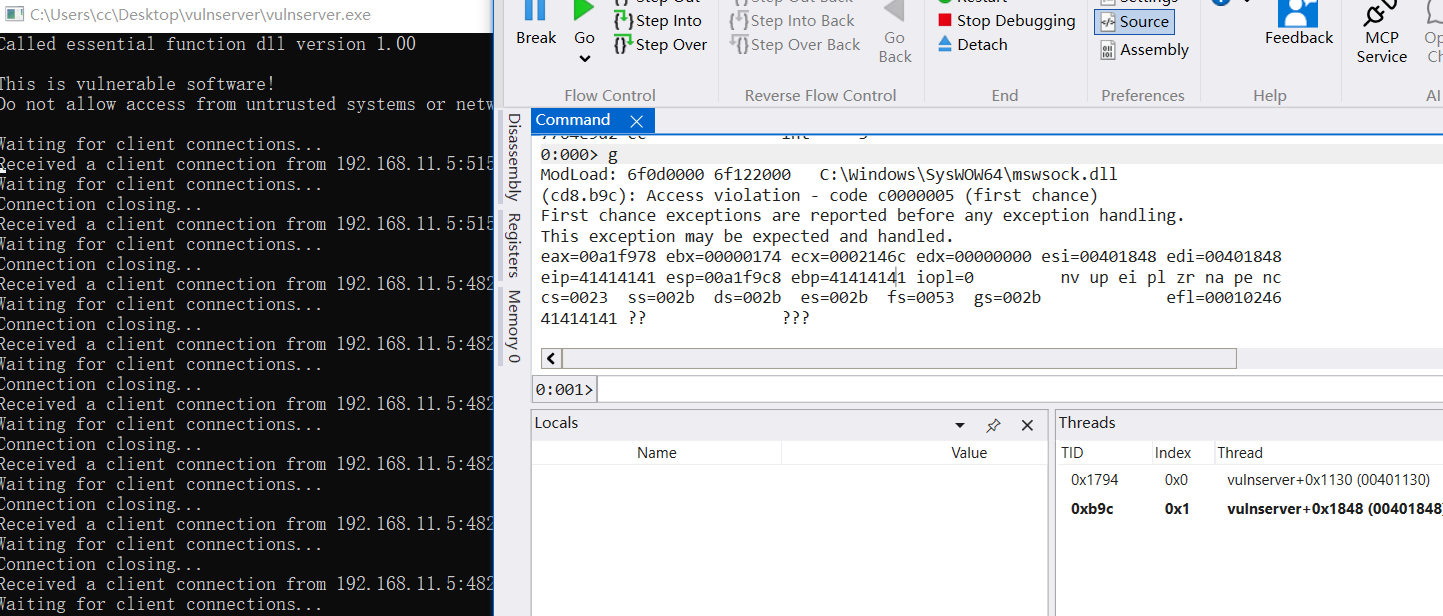 C:\Users\cc\Desktop\vulnserver\vulnserver.exe
Called essential function dll version 1.00
This is vulnerable software!
Do not allow access from untrusted systems or netw
Waiting for client connections...
Received a client connection from 192.168.11.5:515
Waiting for client connections...
Connection closing...
Received a client connection from 192.168.11.5:515
Waiting for client connections...
Connection closing...
Received a client connection from 192.168.11.5:482
Waiting for client connections...
Connection closing...
Received a client connection from 192.168.11.5:482
Waiting for client connections...
Connection closing...
Received a client connection from 192.168.11.5:482
Waiting for client connections...
Connection closing...
Received a client connection from 192.168.11.5:482
Waiting for client connections...
Connection closing...
Received a client connection from 192.168.11.5:482
Waiting for client connections...
Connection closing...
Received a client connection from 192.168.11.5:482
Waiting for client connections...
Break
Go
Step Out
Step Into
Step Over
Flow Control
Step Out Back
Step Into Back
Step Over Back
Go
Back
Reverse Flow Control
Restart
Stop Debugging
Detach
End
Settings
Source
Assembly
Preferences
Feedback
Help
MCP
Service
AI
Disassembly
Registers
Memory 0
Command
0:000> g
ModLoad: 6f0d0000 6f122000   C:\Windows\SysWOW64\mswsock.dll
(cd8.b9c): Access violation - code c0000005 (first chance)
First chance exceptions are reported before any exception handling.
This exception may be expected and handled.
eax=00a1f978 ebx=00000174 ecx=0002146c edx=00000000 esi=00401848 edi=00401848
eip=41414141 esp=00a1f9c8 ebp=41414141 iopl=0         nv up ei pl zr na pe nc
cs=0023  ss=002b  ds=002b  es=002b  fs=0053  gs=002b             efl=00010246
41414141 ??              ???
0:001>
Locals
Name Value
Threads
TID Index Thread
0x1794 0x0 vulnserver+0x1130 (00401130)
0xb9c 0x1 vulnserver+0x1848 (00401848)